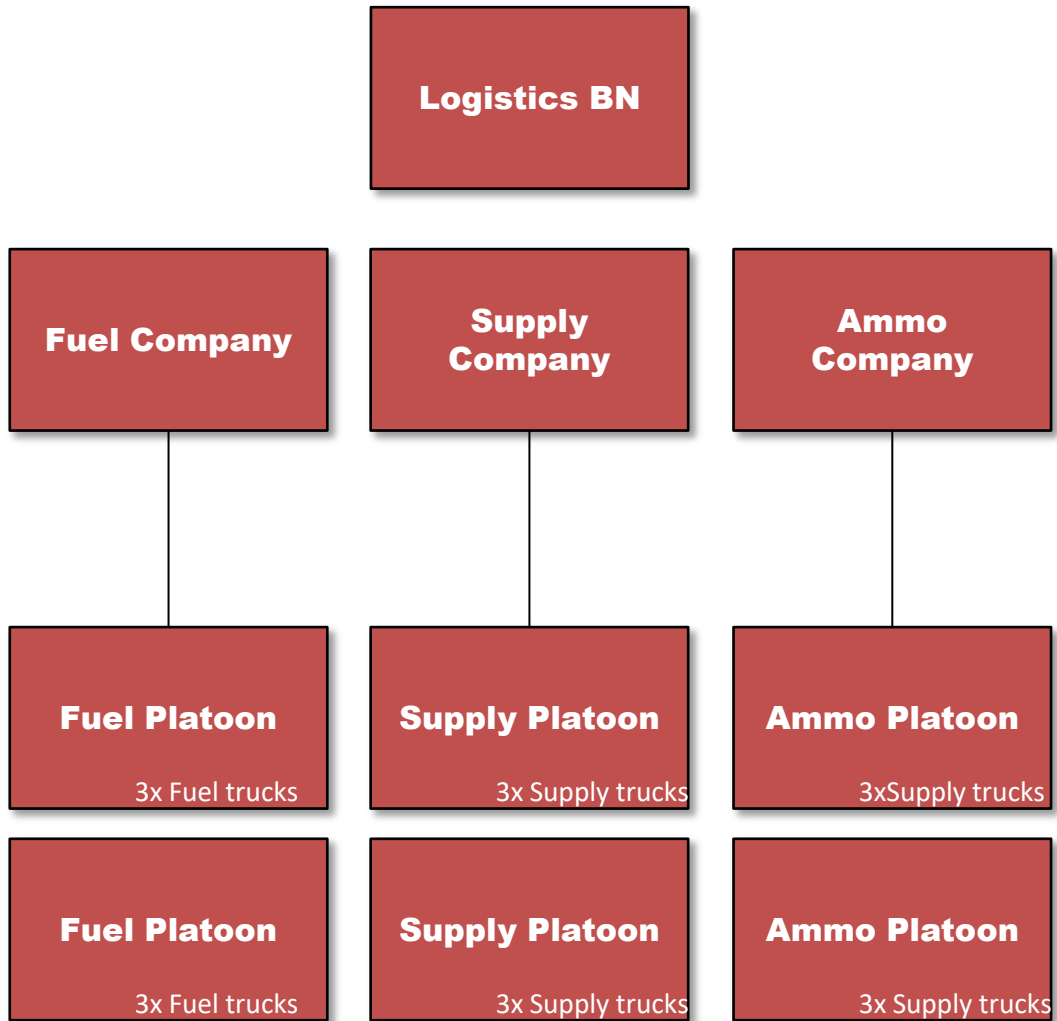 Logistics BN
Fuel Company
Supply
Company
Ammo
Company
Fuel Platoon
3x Fuel trucks
Supply Platoon
3x Supply trucks
Ammo Platoon
3xSupply trucks
Fuel Platoon
3x Fuel trucks
Supply Platoon
3x Supply trucks
Ammo Platoon
3x Supply trucks